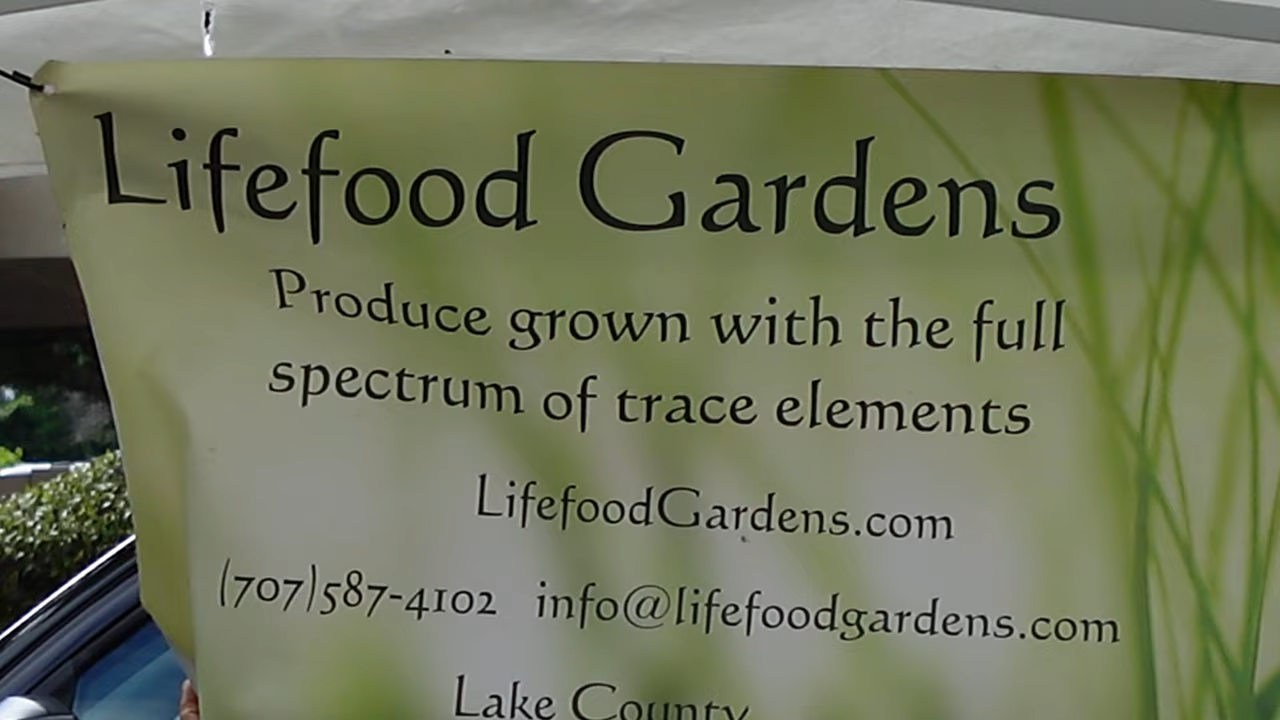 Lifefood Gardens
Produce grown with the full
spectrum of trace elements
LifefoodGardens.com
(707)587-4102 info@lifefoodgardens.com
Lake County